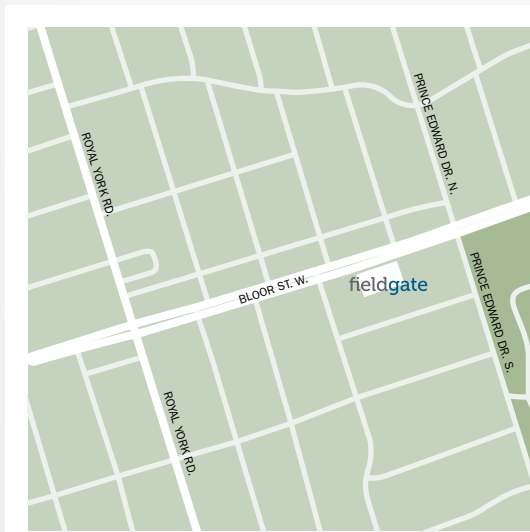 PRINCE EDWARD DR. N.
ROYAL YORK RD.
BLOOR ST. W.
fieldgate
PRINCE EDWARD DR. S.
ROYAL YORK RD.